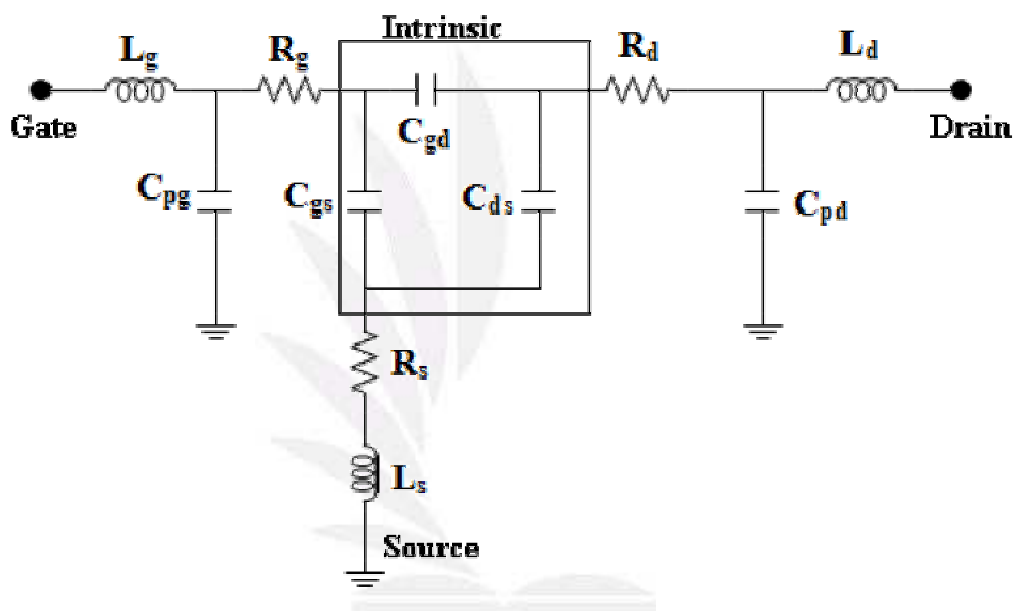 Intrinsic
Lg
Rg
Rd
Ld
Gate
Cgd
Drain
Cpg
Cgs
Cds
Cpd
Rs
Ls
Source